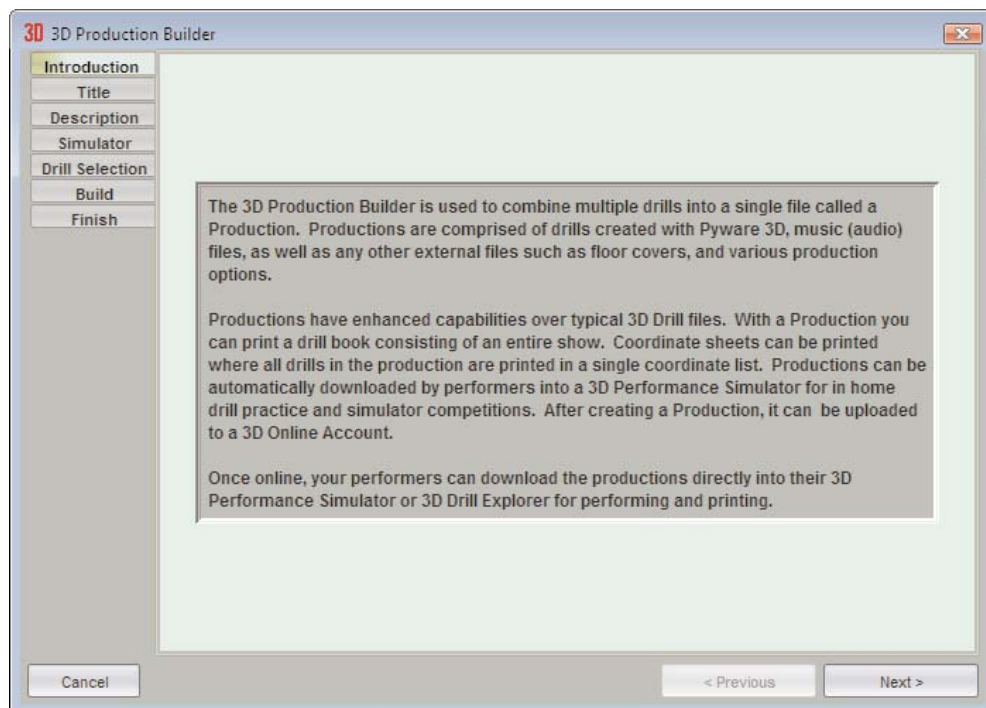 3D 3D Production Builder
Introduction
Title
Description
Simulator
Drill Selection
Build
Finish
The 3D Production Builder is used to combine multiple drills into a single file called a
Production. Productions are comprised of drills created with Pyware 3D, music (audio)
files, as well as any other external files such as floor covers, and various production
options.
Productions have enhanced capabilities over typical 3D Drill files. With a Production you
can print a drill book consisting of an entire show. Coordinate sheets can be printed
where all drills in the production are printed in a single coordinate list. Productions can be
automatically downloaded by performers into a 3D Performance Simulator for in home
drill practice and simulator competitions. After creating a Production, it can be uploaded
to a 3D Online Account.
Once online, your performers can download the productions directly into their 3D
Performance Simulator or 3D Drill Explorer for performing and printing.
Cancel
< Previous
Next >